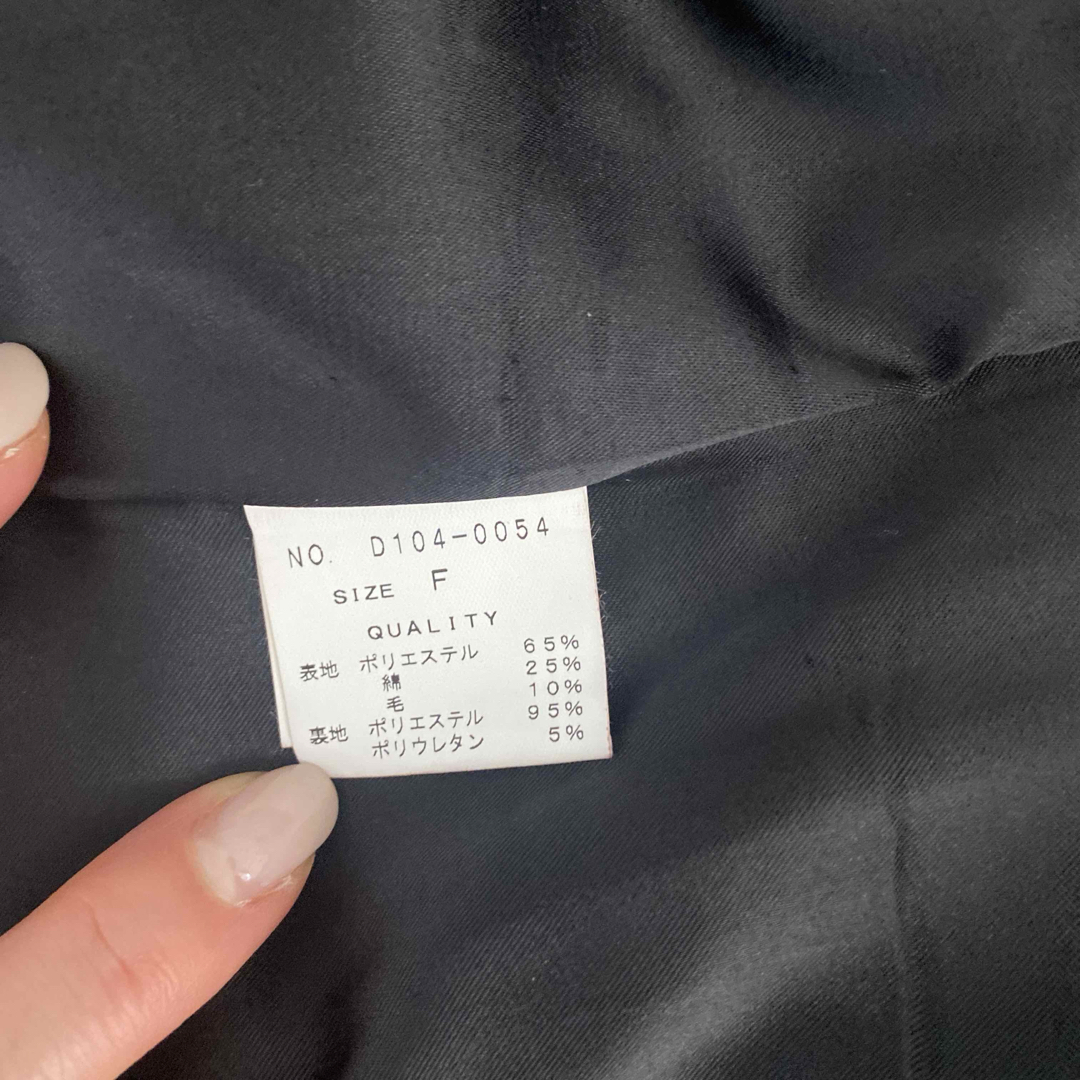 NO. D104-0054
SIZE F
QUALITY
表地 ポリエステル 65%
綿 25%
毛 10%
裏地 ポリエステル 95%
ポリウレタン 5%